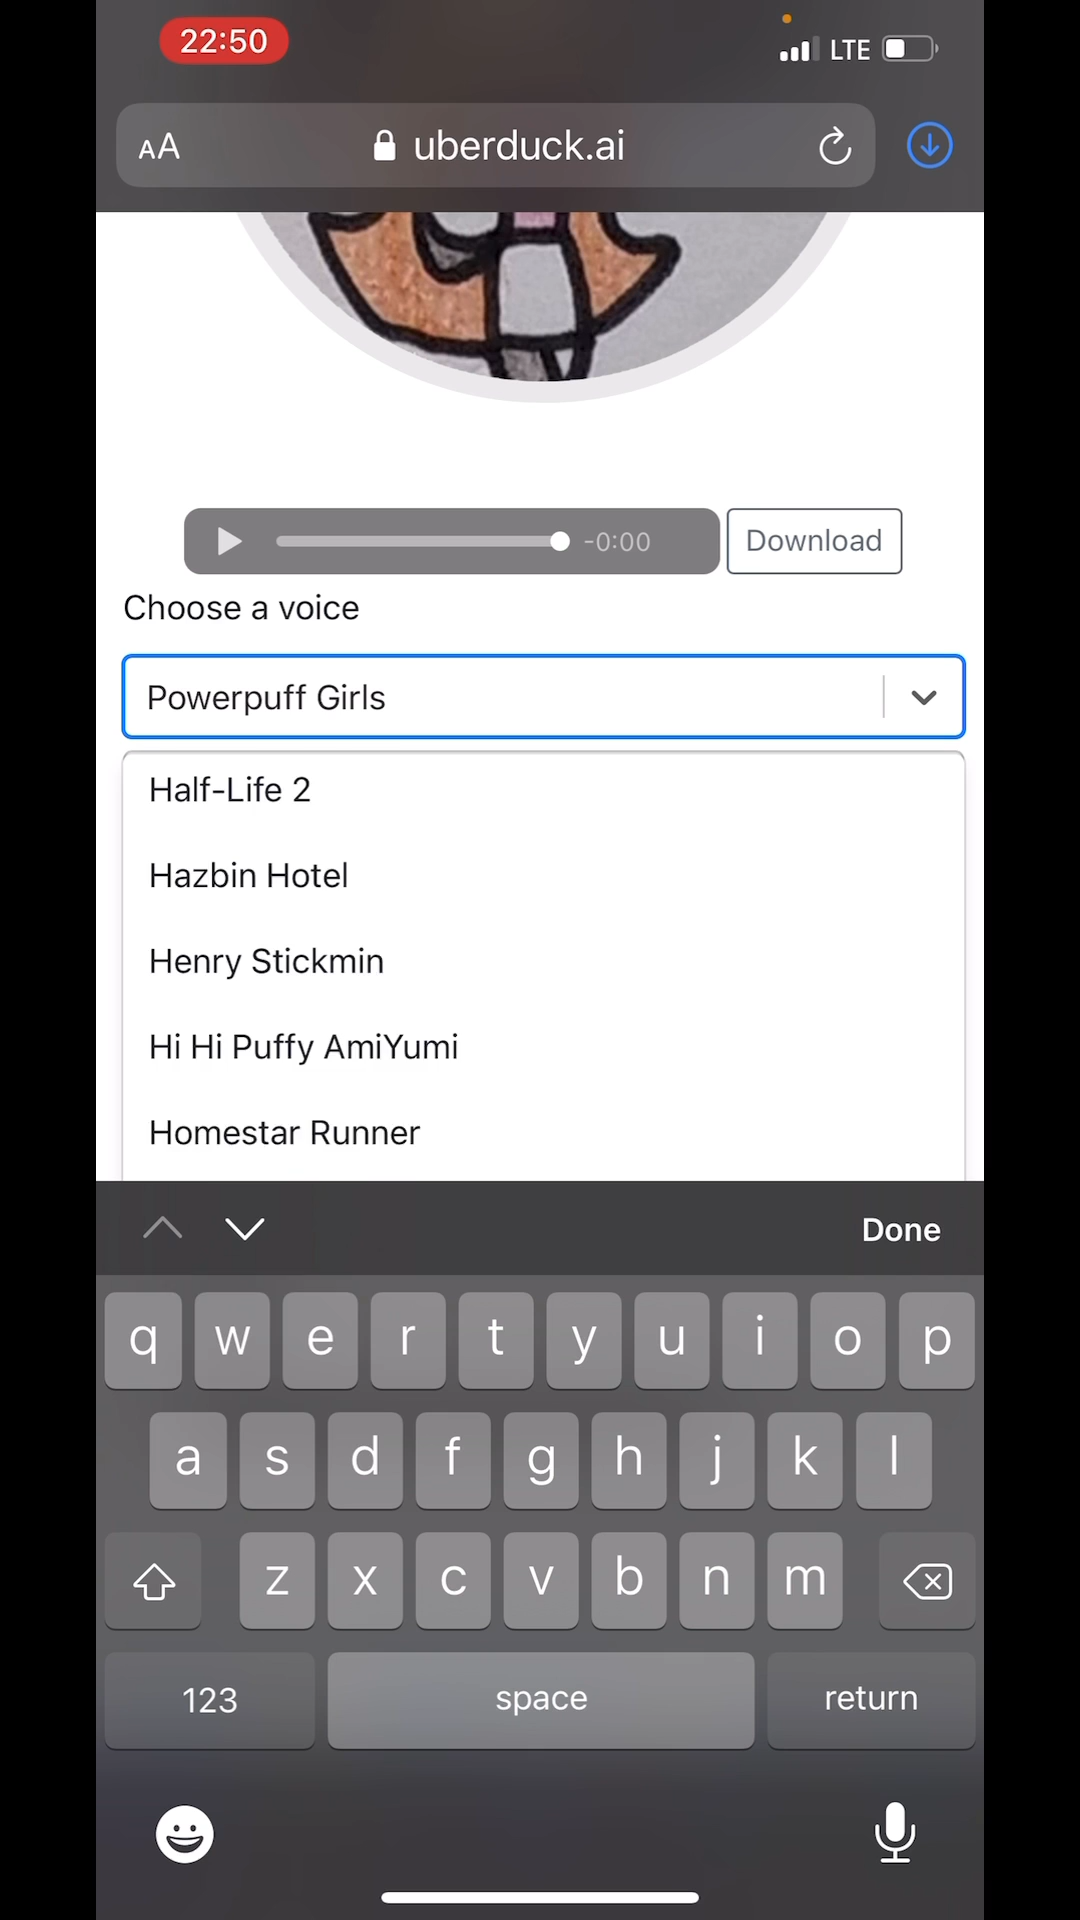 22:50
LTE
AA
uberduck.ai
-0:00
Download
Choose a voice
Powerpuff Girls
Half-Life 2
Hazbin Hotel
Henry Stickmin
Hi Hi Puffy AmiYumi
Homestar Runner
Done
q w e r t y u i o p
a s d f g h j k l
z x c v b n m
123 space return